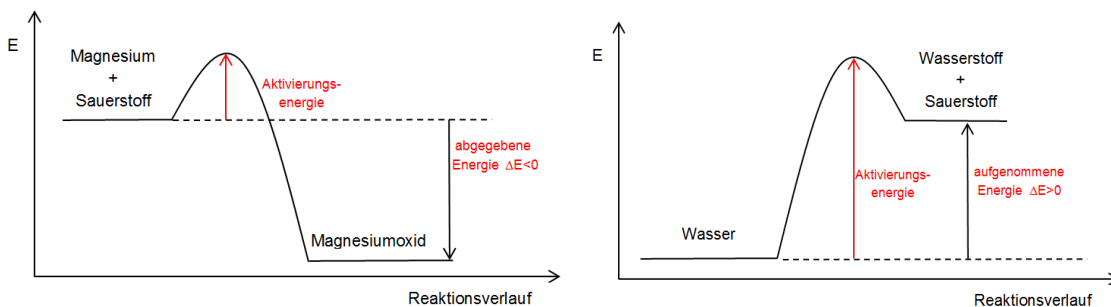 E
Magnesium
+
Sauerstoff
Aktivierungs-
energie
abgegebene
Energie ΔE<0
Magnesiumoxid
Reaktionsverlauf
E
Wasserstoff
+
Sauerstoff
Aktivierungs-
energie
aufgenommene
Energie ΔE>0
Wasser
Reaktionsverlauf